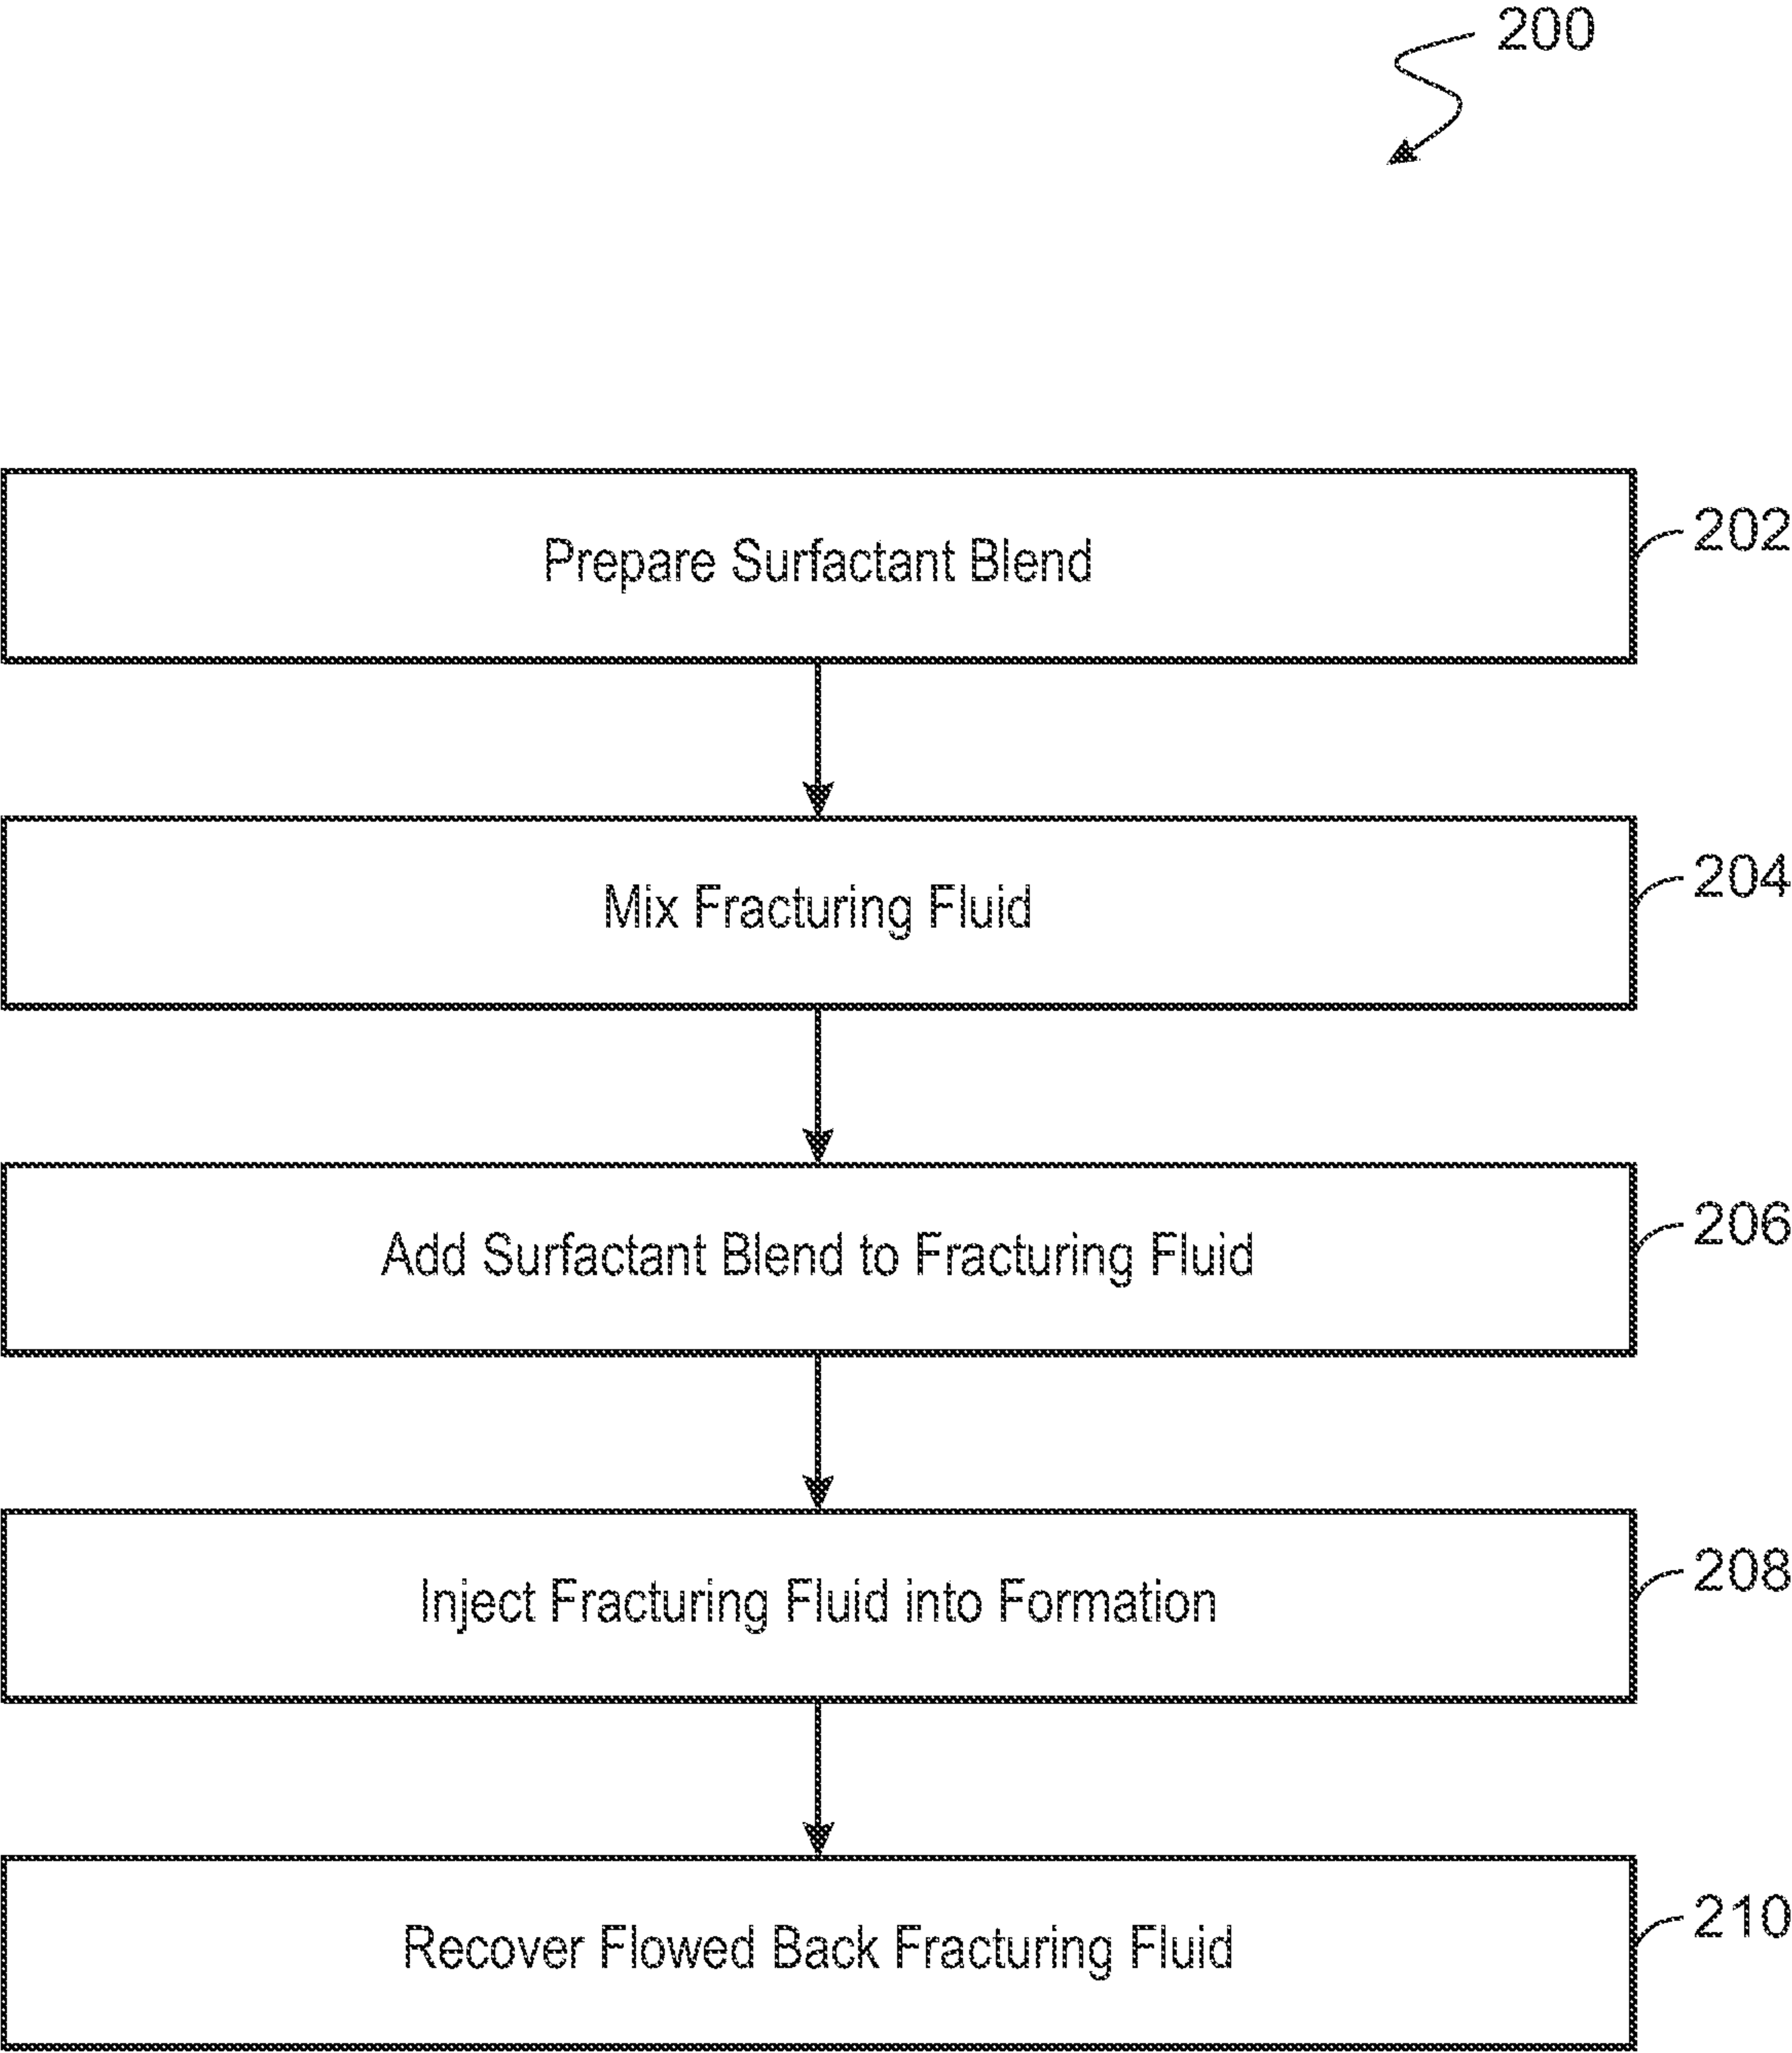 200
Prepare Surfactant Blend
202
Mix Fracturing Fluid
204
Add Surfactant Blend to Fracturing Fluid
206
Inject Fracturing Fluid into Formation
208
Recover Flowed Back Fracturing Fluid
210